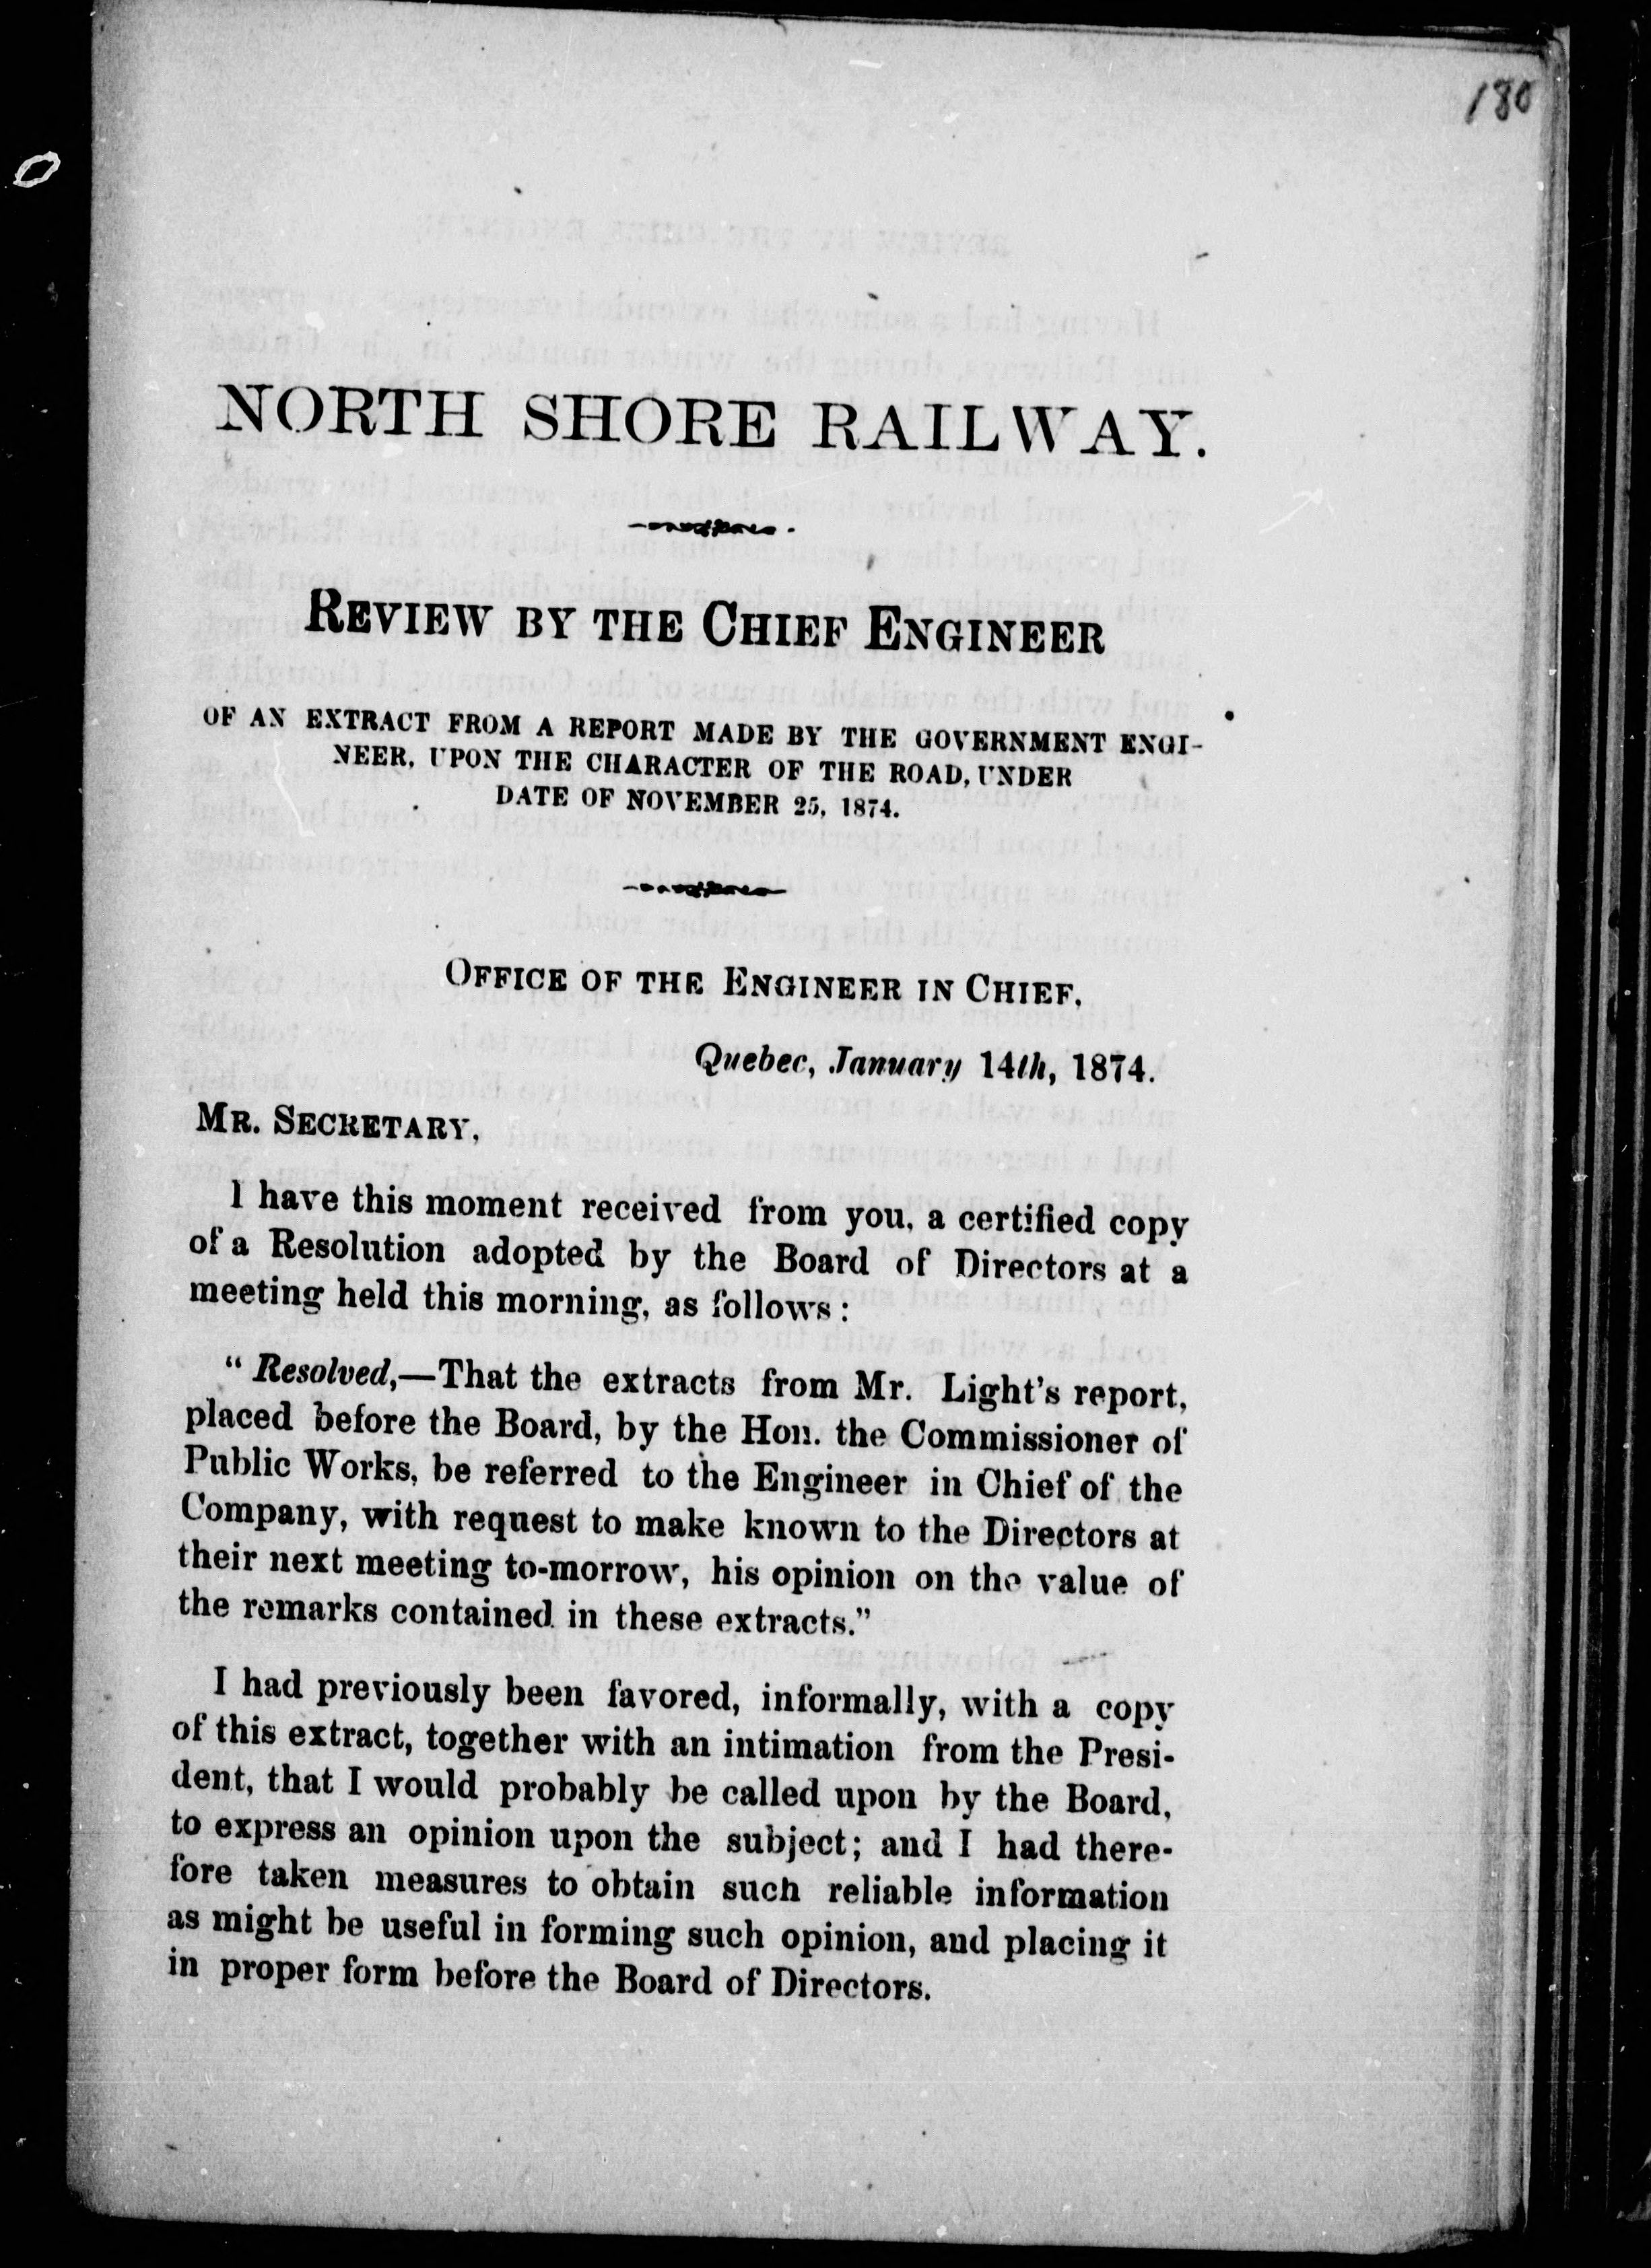 180
NORTH SHORE RAILWAY.
REVIEW BY THE CHIEF ENGINEER
OF AN EXTRACT FROM A REPORT MADE BY THE GOVERNMENT ENGI-
NEER, UPON THE CHARACTER OF THE ROAD, UNDER
DATE OF NOVEMBER 25, 1874.
OFFICE OF THE ENGINEER IN CHIEF,
Quebec, January 14th, 1874.
MR. SECRETARY,
I have this moment received from you, a certified copy
of a Resolution adopted by the Board of Directors at a
meeting held this morning, as follows:
" Resolved,—That the extracts from Mr. Light's report,
placed before the Board, by the Hon. the Commissioner of
Public Works, be referred to the Engineer in Chief of the
Company, with request to make known to the Directors at
their next meeting to-morrow, his opinion on the value of
the remarks contained in these extracts."
I had previously been favored, informally, with a copy
of this extract, together with an intimation from the Presi-
dent, that I would probably be called upon by the Board,
to express an opinion upon the subject; and I had there-
fore taken measures to obtain such reliable information
as might be useful in forming such opinion, and placing it
in proper form before the Board of Directors.